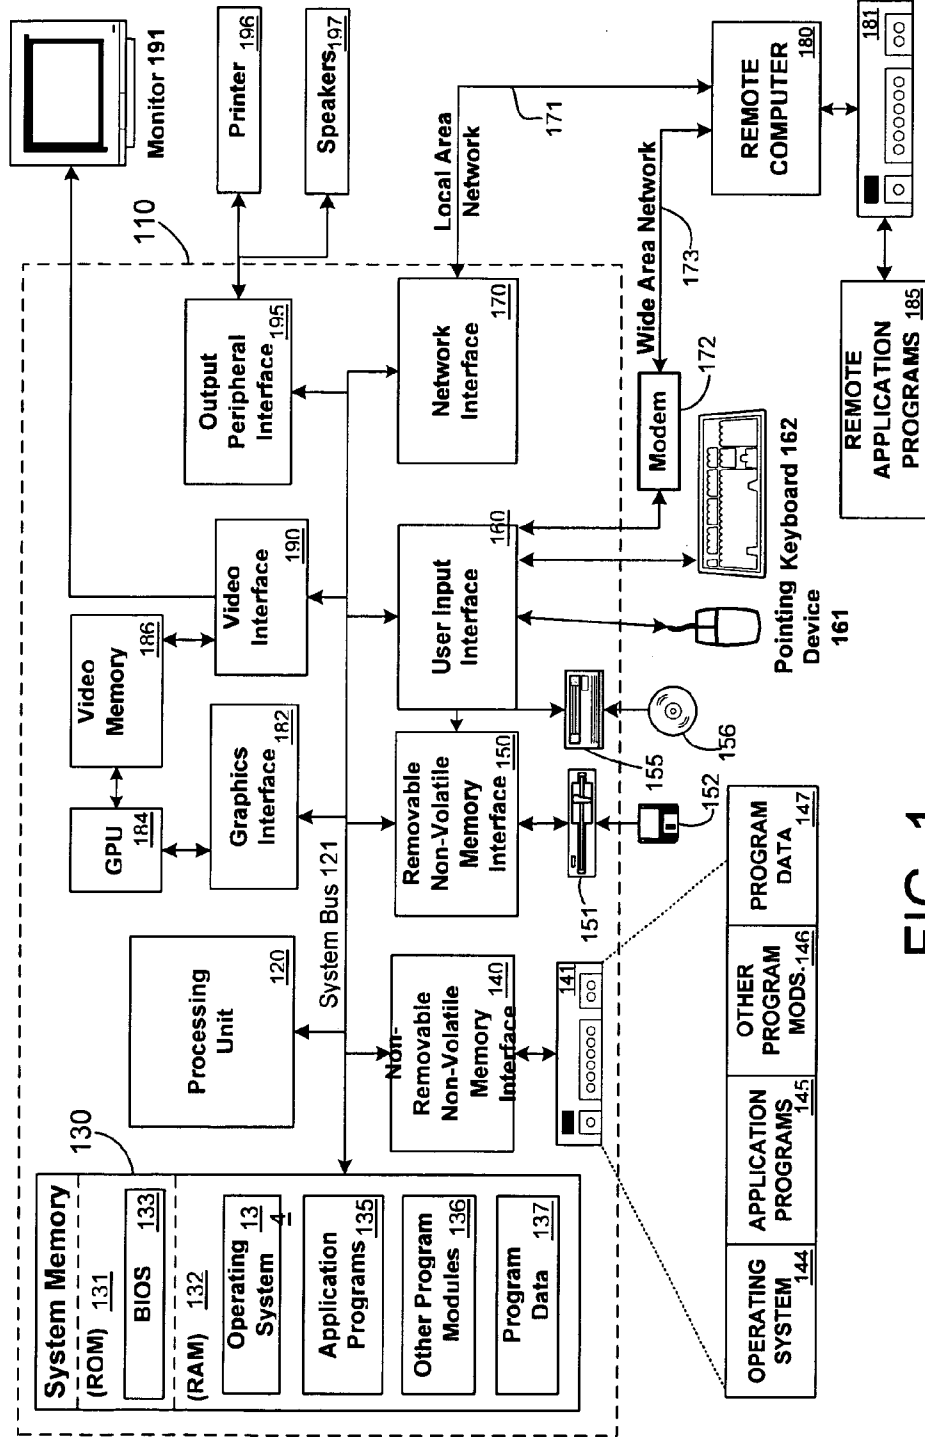 System Memory
(ROM) 131
BIOS 133
(RAM) 132
Operating 13
System 4
Application
Programs 135
Other Program
Modules 136
Program
Data 137
130
Processing
Unit
120
System Bus 121
GPU
184
Graphics
Interface 182
Video
Memory
186
Video
Interface
190
Output
Peripheral
Interface 195
110
Monitor 191
Printer 196
Speakers 197
Non-
Removable
Non-Volatile
Memory 140
Interface
Removable
Non-Volatile
Memory
Interface 150
User Input
Interface
160
Network
Interface
170
Local Area
Network
171
141
151
152
155
156
Pointing
Device
161
Keyboard 162
Modem
172
Wide Area Network
173
REMOTE
COMPUTER
180
181
REMOTE
APPLICATION
PROGRAMS 185
OPERATING
SYSTEM 144
APPLICATION
PROGRAMS
145
OTHER
PROGRAM
MODS. 146
PROGRAM
DATA
147
FIG. 1